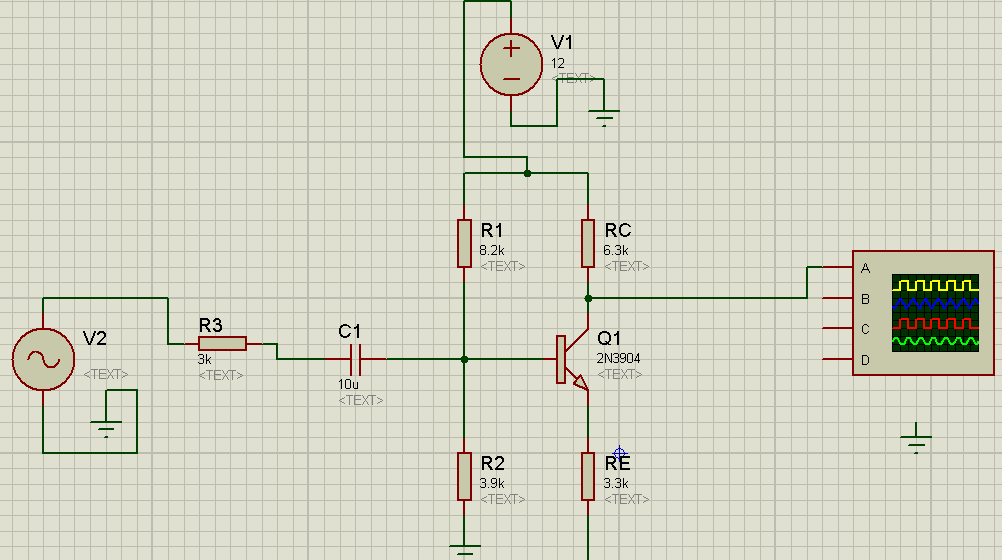 V1
12
<TEXT>
R1
8.2k
<TEXT>
RC
6.3k
<TEXT>
A
B
C
D
V2
<TEXT>
R3
3k
<TEXT>
C1
10u
<TEXT>
Q1
2N3904
<TEXT>
R2
3.9k
<TEXT>
RE
3.3k
<TEXT>